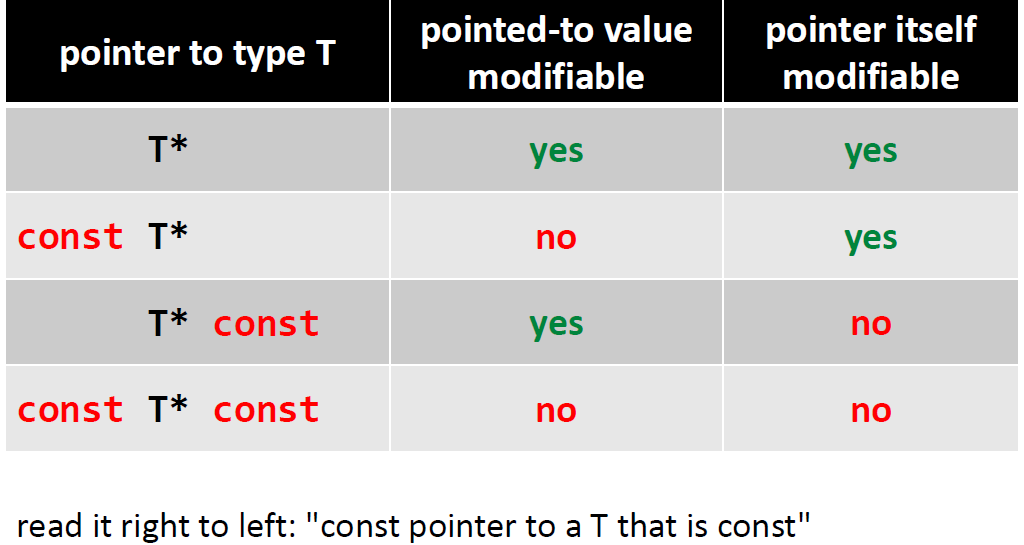 pointer to type T
pointed-to value
modifiable
pointer itself
modifiable
T*
yes
yes
const T*
no
yes
T* const
yes
no
const T* const
no
no
read it right to left: "const pointer to a T that is const"